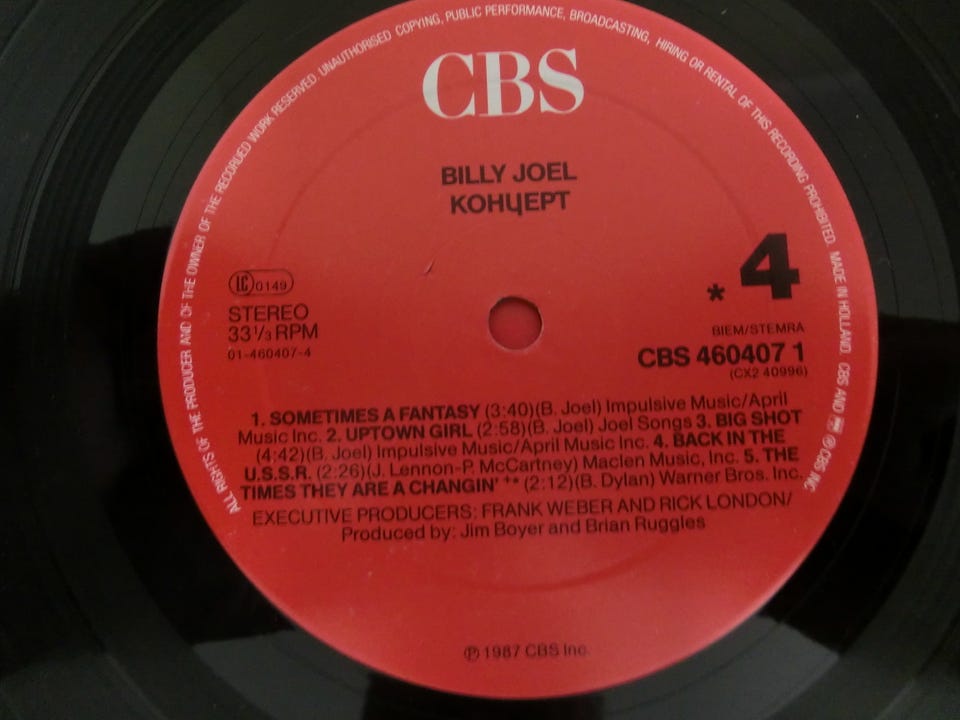 ALL RIGHTS OF THE PRODUCER AND OF THE OWNER OF THE RECORDED WORK RESERVED. UNAUTHORISED COPYING, PUBLIC PERFORMANCE, BROADCASTING, HIRING OR RENTAL OF THIS RECORDING PROHIBITED. MADE IN HOLLAND. CBS AND ℗ CBS INC.
CBS
BILLY JOEL
КОНЦЕРТ
LC 0149
STEREO
33 1/3 RPM
01-460407-4
* 4
BIEM/STEMRA
CBS 460407 1
(CX2 40996)
1. SOMETIMES A FANTASY (3:40)(B. Joel) Impulsive Music/April
Music Inc. 2. UPTOWN GIRL (2:58)(B. Joel) Joel Songs 3. BIG SHOT
(4:42)(B. Joel) Impulsive Music/April Music Inc. 4. BACK IN THE
U.S.S.R. (2:26)(J. Lennon-P. McCartney) Maclen Music, Inc. 5. THE
TIMES THEY ARE A CHANGIN' +* (2:12)(B. Dylan) Warner Bros. Inc.
EXECUTIVE PRODUCERS: FRANK WEBER AND RICK LONDON/
Produced by: Jim Boyer and Brian Ruggles
℗ 1987 CBS Inc.